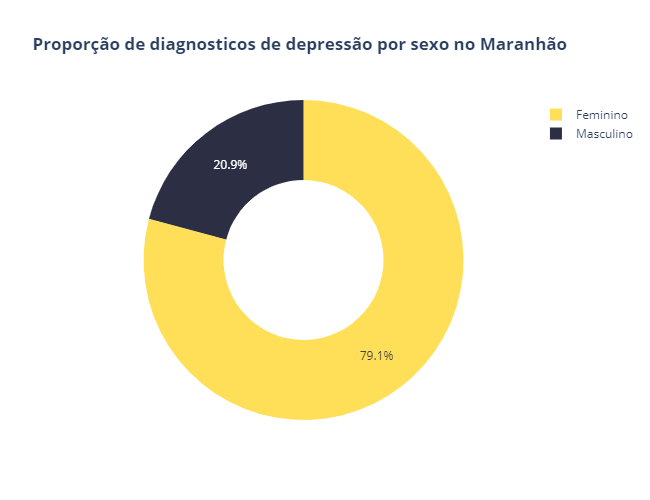 Proporção de diagnosticos de depressão por sexo no Maranhão
Feminino
Masculino
20.9%
79.1%